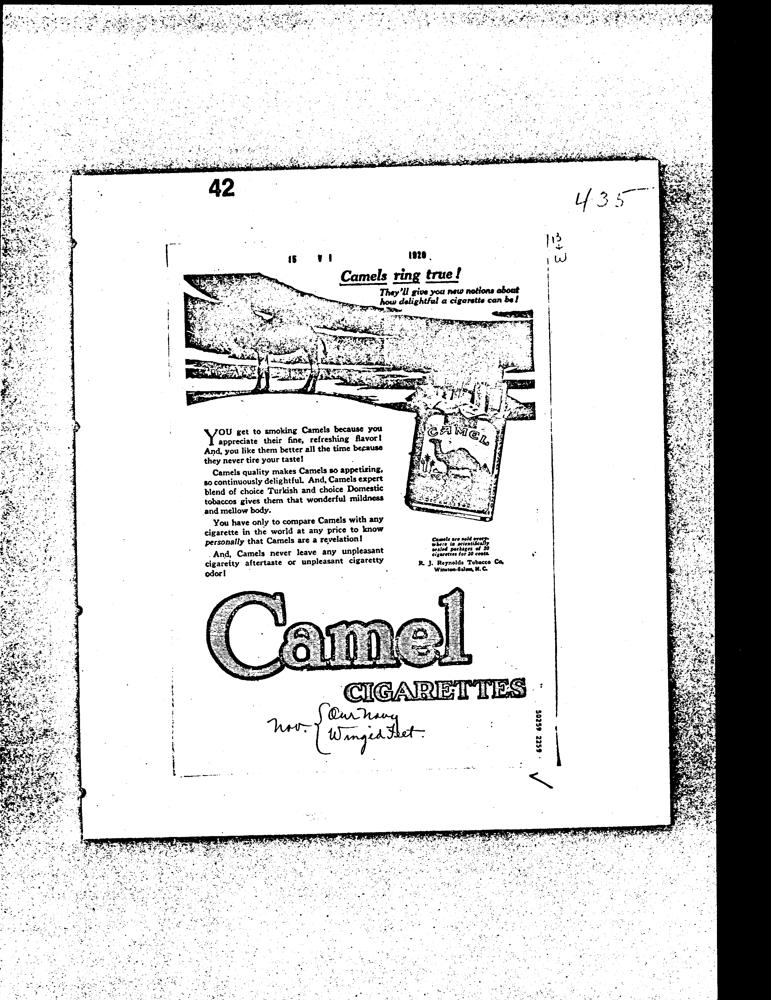 42
435
15 V I 1920
13
W
Camels ring true!
They'll give you new notions about
how delightful a cigarette can be!
CAMEL
YOU get to smoking Camels because you
appreciate their fine, refreshing flavor!
And, you like them better all the time because
they never tire your taste!
Camels quality makes Camels so appetizing,
so continuously delightful. And, Camels expert
blend of choice Turkish and choice Domestic
tobaccos gives them that wonderful mildness
and mellow body.
You have only to compare Camels with any
cigarette in the world at any price to know
personally that Camels are a revelation!
And, Camels never leave any unpleasant
cigaretty aftertaste or unpleasant cigaretty
odor!
Camels are sold every-
where in scientifically
sealed packages of 20
cigarettes for 20 cents.
R. J. Reynolds Tobacco Co.
Winston-Salem, N. C.
Camel
CIGARETTES
Nov. { Our Navy
Winged Feet.
50259 2259